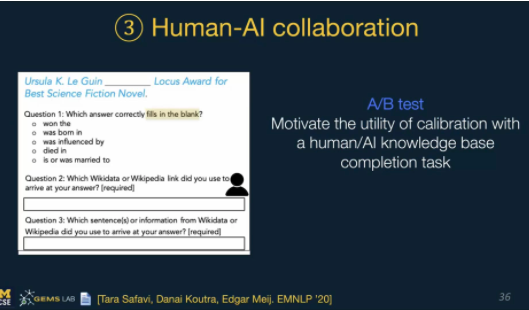 ③ Human-AI collaboration
Ursula K. Le Guin ________ Locus Award for
Best Science Fiction Novel.
Question 1: Which answer correctly fills in the blank?
o won the
o was born in
o was influenced by
o died in
o is or was married to
Question 2: Which Wikidata or Wikipedia link did you use to
arrive at your answer? [required]
Question 3: Which sentence(s) or information from Wikidata or
Wikipedia did you use to arrive at your answer? [required]
A/B test
Motivate the utility of calibration with
a human/AI knowledge base
completion task
M
CSE
GEMS LAB
[Tara Safavi, Danai Koutra, Edgar Meij. EMNLP '20]
36